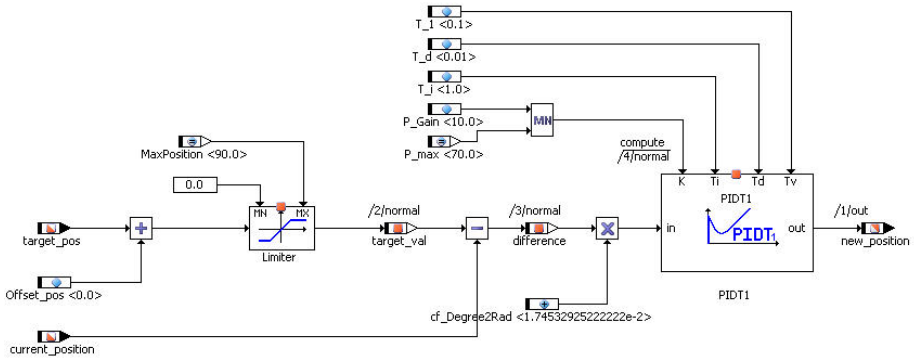 T_1 <0.1>
T_d <0.01>
T_i <1.0>
P_Gain <10.0>
MN
P_max <70.0>
MaxPosition <90.0>
compute
/4/normal
0.0
K Ti Td Tv
MN MX
PIDT1
/2/normal
/3/normal
/1/out
in
PIDT1
out
target_pos
Limiter
target_val
difference
new_position
Offset_pos <0.0>
PIDT1
cf_Degree2Rad <1.74532925222222e-2>
current_position